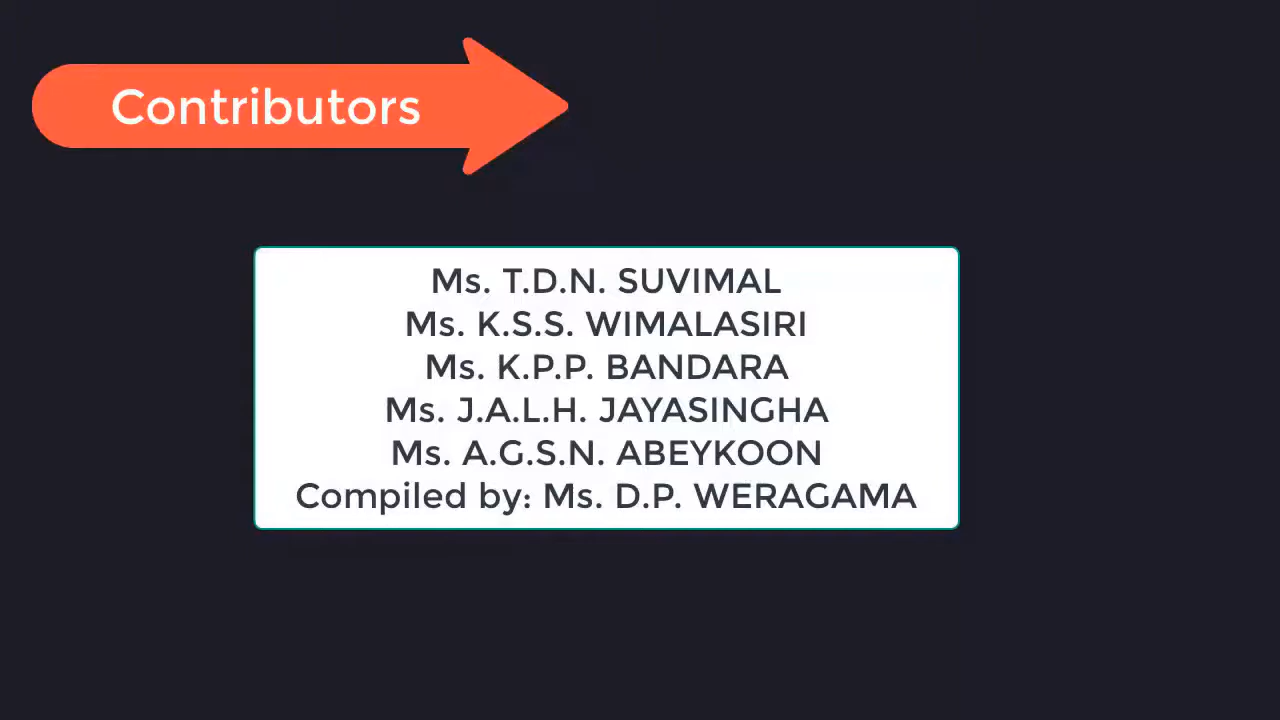 Contributors
Ms. T.D.N. SUVIMAL
Ms. K.S.S. WIMALASIRI
Ms. K.P.P. BANDARA
Ms. J.A.L.H. JAYASINGHA
Ms. A.G.S.N. ABEYKOON
Compiled by: Ms. D.P. WERAGAMA